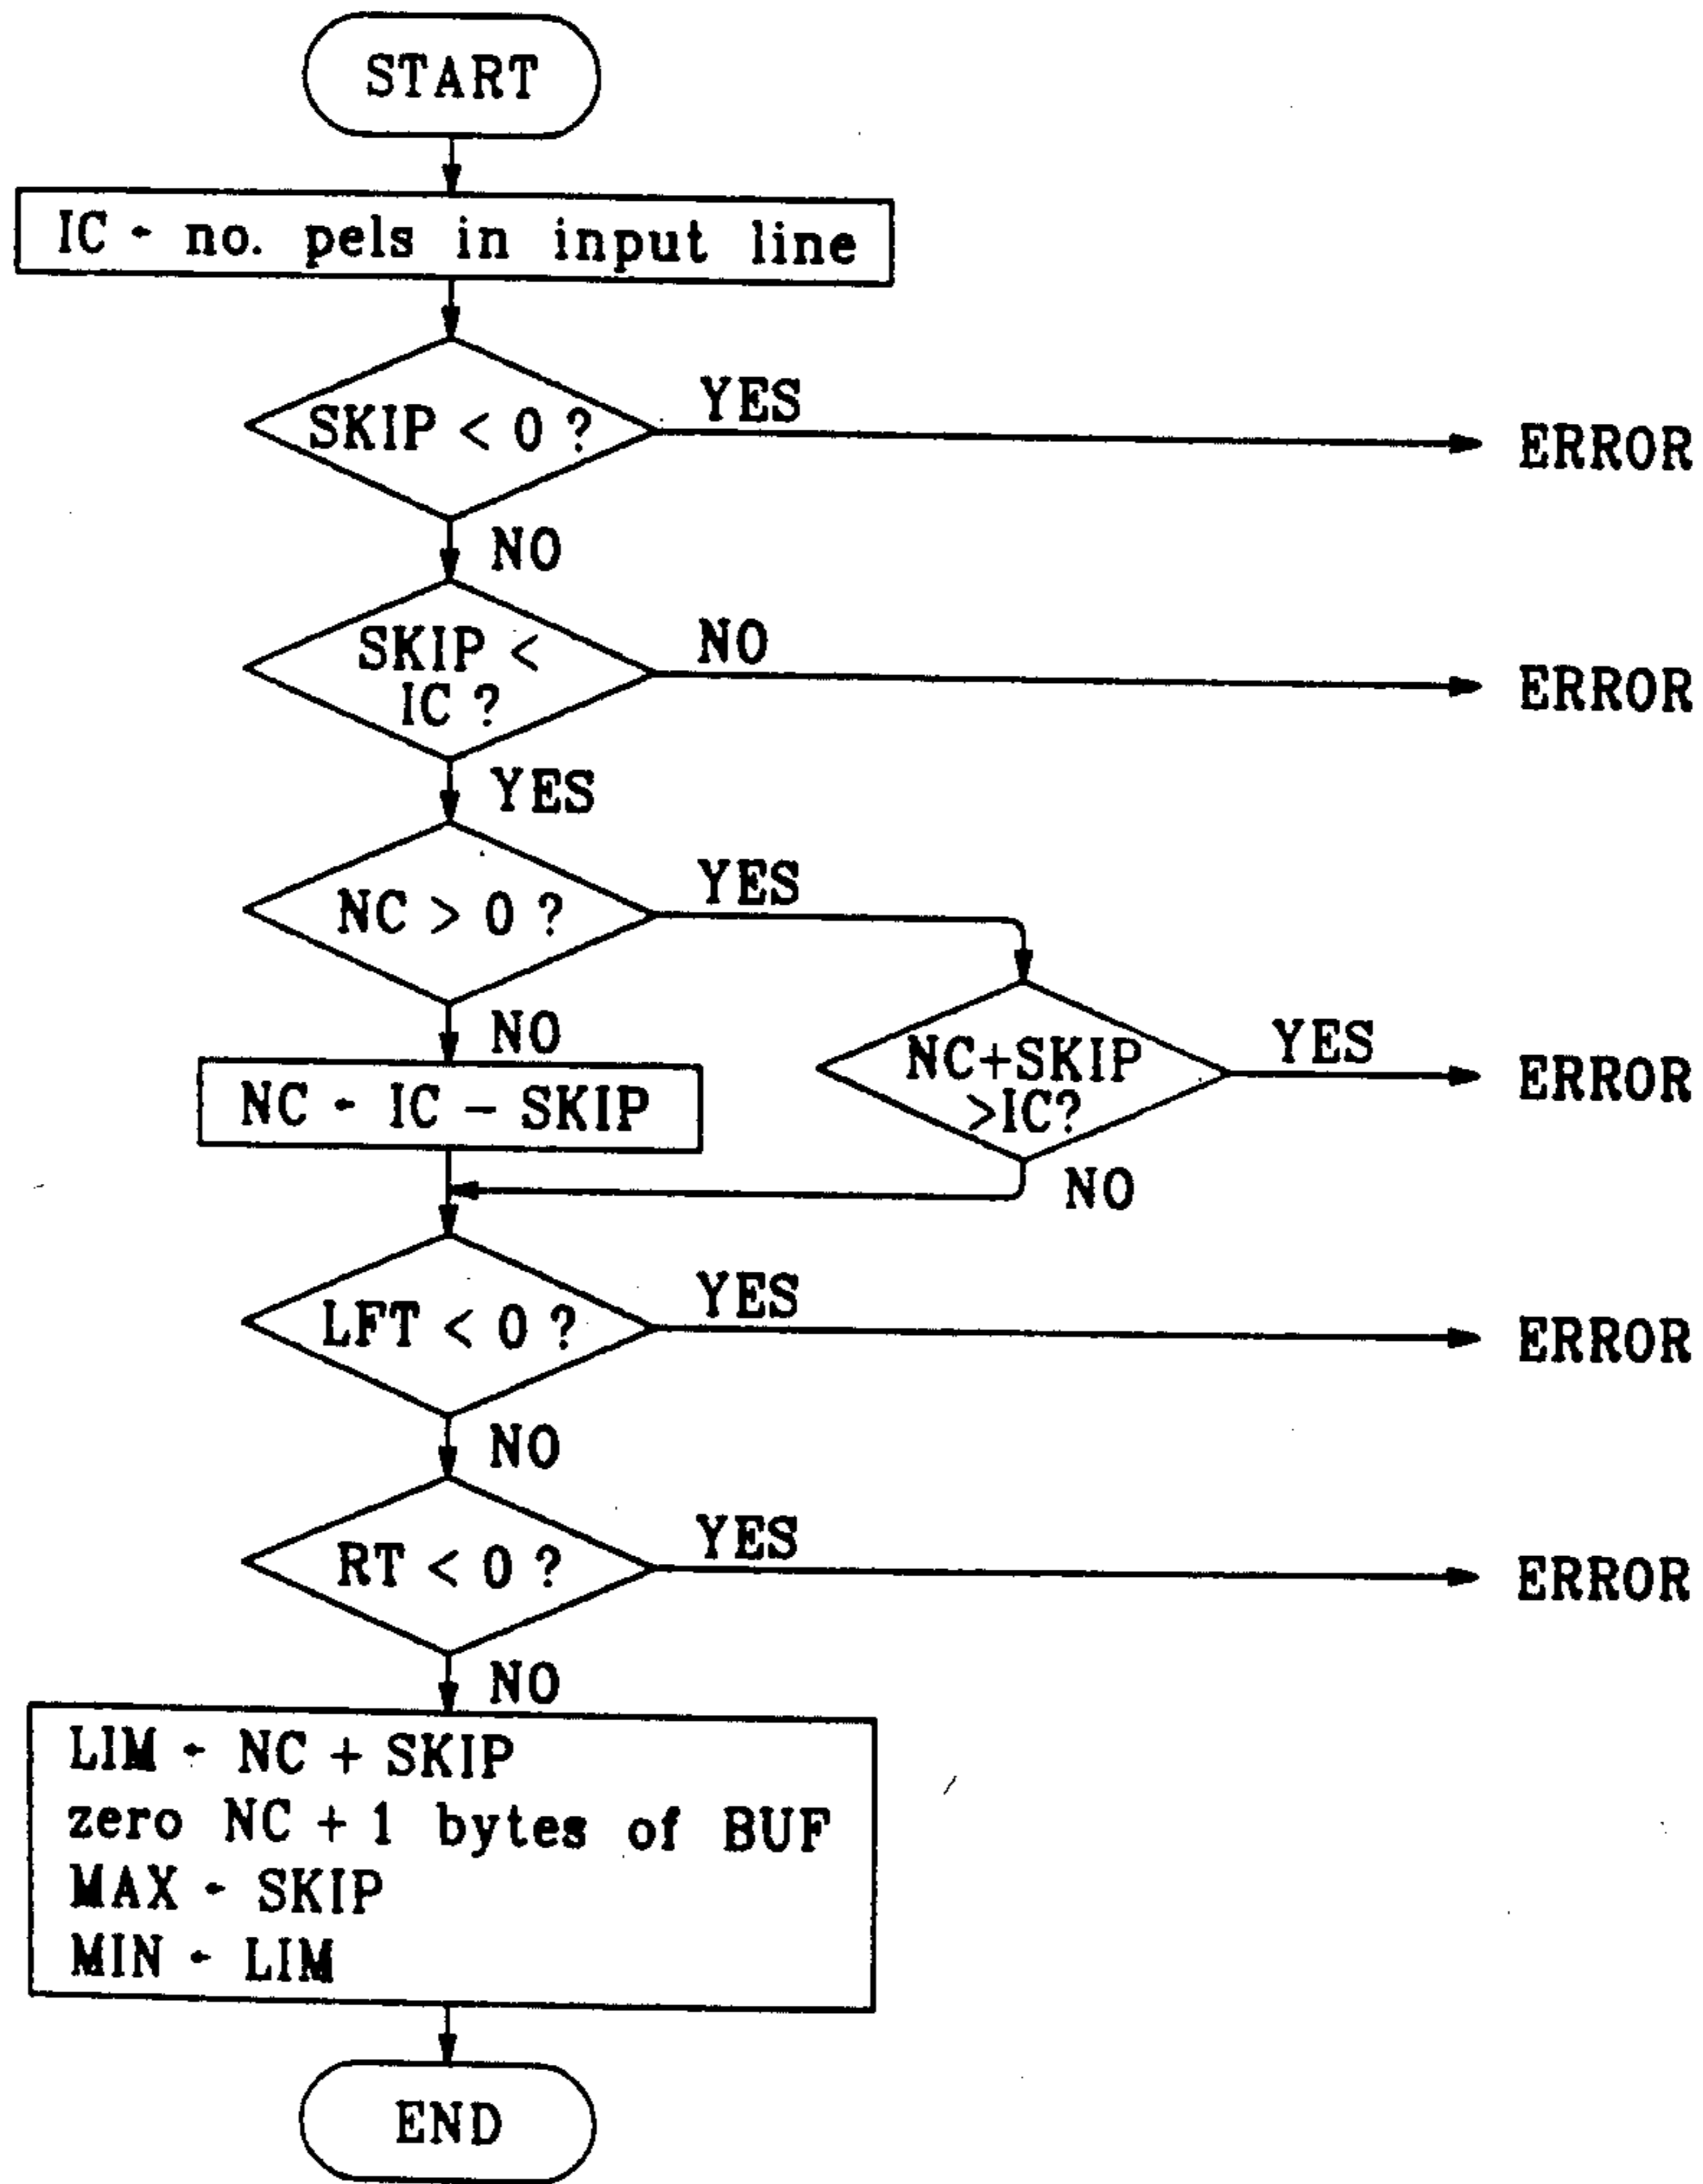 START
IC ← no. pels in input line
SKIP < 0 ?
YES
ERROR
NO
SKIP <
IC ?
NO
ERROR
YES
NC > 0 ?
YES
NO
NC ← IC – SKIP
NC+SKIP
>IC?
YES
ERROR
NO
LFT < 0 ?
YES
ERROR
NO
RT < 0 ?
YES
ERROR
NO
LIM ← NC + SKIP
zero NC + 1 bytes of BUF
MAX ← SKIP
MIN ← LIM
END